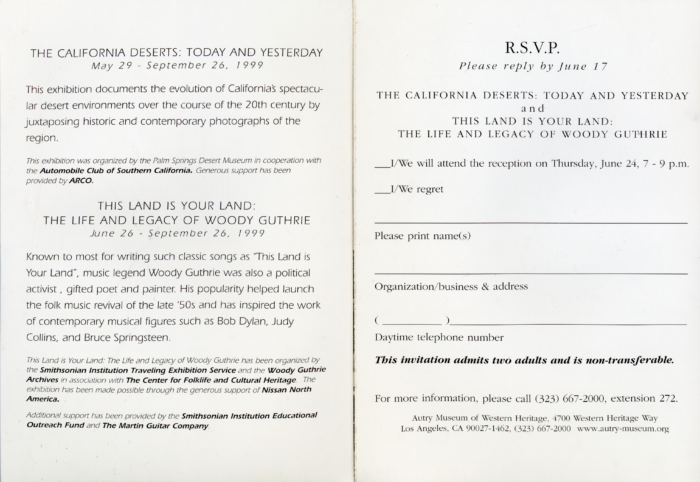 THE CALIFORNIA DESERTS: TODAY AND YESTERDAY
May 29 - September 26, 1999
This exhibition documents the evolution of California's spectacu-
lar desert environments over the course of the 20th century by
juxtaposing historic and contemporary photographs of the
region.
This exhibition was organized by the Palm Springs Desert Museum in cooperation with
the Automobile Club of Southern California. Generous support has been
provided by ARCO.
THIS LAND IS YOUR LAND:
THE LIFE AND LEGACY OF WOODY GUTHRIE
June 26 - September 26, 1999
Known to most for writing such classic songs as "This Land is
Your Land", music legend Woody Guthrie was also a political
activist , gifted poet and painter. His popularity helped launch
the folk music revival of the late '50s and has inspired the work
of contemporary musical figures such as Bob Dylan, Judy
Collins, and Bruce Springsteen.
This Land is Your Land: The Life and Legacy of Woody Guthrie has been organized by
the Smithsonian Institution Traveling Exhibition Service and the Woody Guthrie
Archives in association with The Center for Folklife and Cultural Heritage. The
exhibition has been made possible through the generous support of Nissan North
America.
Additional support has been provided by the Smithsonian Institution Educational
Outreach Fund and The Martin Guitar Company
R.S.V.P.
Please reply by June 17
THE CALIFORNIA DESERTS: TODAY AND YESTERDAY
and
THIS LAND IS YOUR LAND:
THE LIFE AND LEGACY OF WOODY GUTHRIE
___I/We will attend the reception on Thursday, June 24, 7 - 9 p.m.
___I/We regret
Please print name(s)
Organization/business & address
( __________ )____________________
Daytime telephone number
This invitation admits two adults and is non-transferable.
For more information, please call (323) 667-2000, extension 272.
Autry Museum of Western Heritage, 4700 Western Heritage Way
Los Angeles, CA 90027-1462, (323) 667-2000 www.autry-museum.org